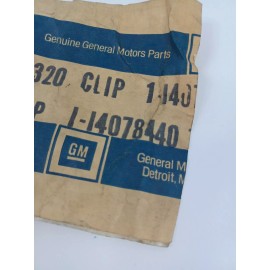 Genuine General Motors Parts
320 CLIP 1-1407
P 1-14078440
GM
General M
Detroit, M